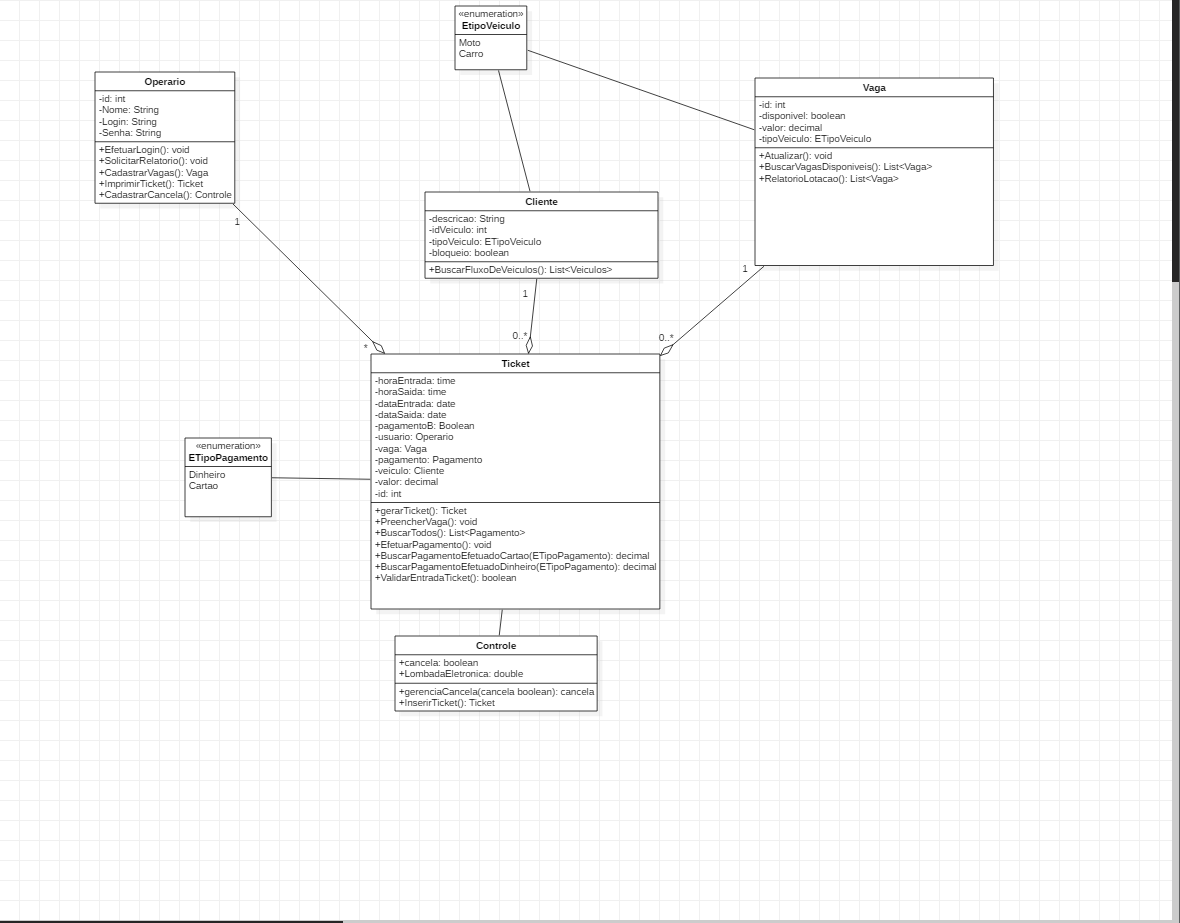 «enumeration»
EtipoVeiculo
Moto
Carro
Operario
-id: int
-Nome: String
-Login: String
-Senha: String
+EfetuarLogin(): void
+SolicitarRelatorio(): void
+CadastrarVagas(): Vaga
+ImprimirTicket(): Ticket
+CadastrarCancela(): Controle
1
*
Vaga
-id: int
-disponivel: boolean
-valor: decimal
-tipoVeiculo: ETipoVeiculo
+Atualizar(): void
+BuscarVagasDisponiveis(): List<Vaga>
+RelatorioLotacao(): List<Vaga>
1
0..*
Cliente
-descricao: String
-idVeiculo: int
-tipoVeiculo: ETipoVeiculo
-bloqueio: boolean
+BuscarFluxoDeVeiculos(): List<Veiculos>
1
0..*
Ticket
-horaEntrada: time
-horaSaida: time
-dataEntrada: date
-dataSaida: date
-pagamentoB: Boolean
-usuario: Operario
-vaga: Vaga
-pagamento: Pagamento
-veiculo: Cliente
-valor: decimal
-id: int
+gerarTicket(): Ticket
+PreencherVaga(): void
+BuscarTodos(): List<Pagamento>
+EfetuarPagamento(): void
+BuscarPagamentoEfetuadoCartao(ETipoPagamento): decimal
+BuscarPagamentoEfetuadoDinheiro(ETipoPagamento): decimal
+ValidarEntradaTicket(): boolean
«enumeration»
ETipoPagamento
Dinheiro
Cartao
Controle
+cancela: boolean
+LombadaEletronica: double
+gerenciaCancela(cancela boolean): cancela
+InserirTicket(): Ticket